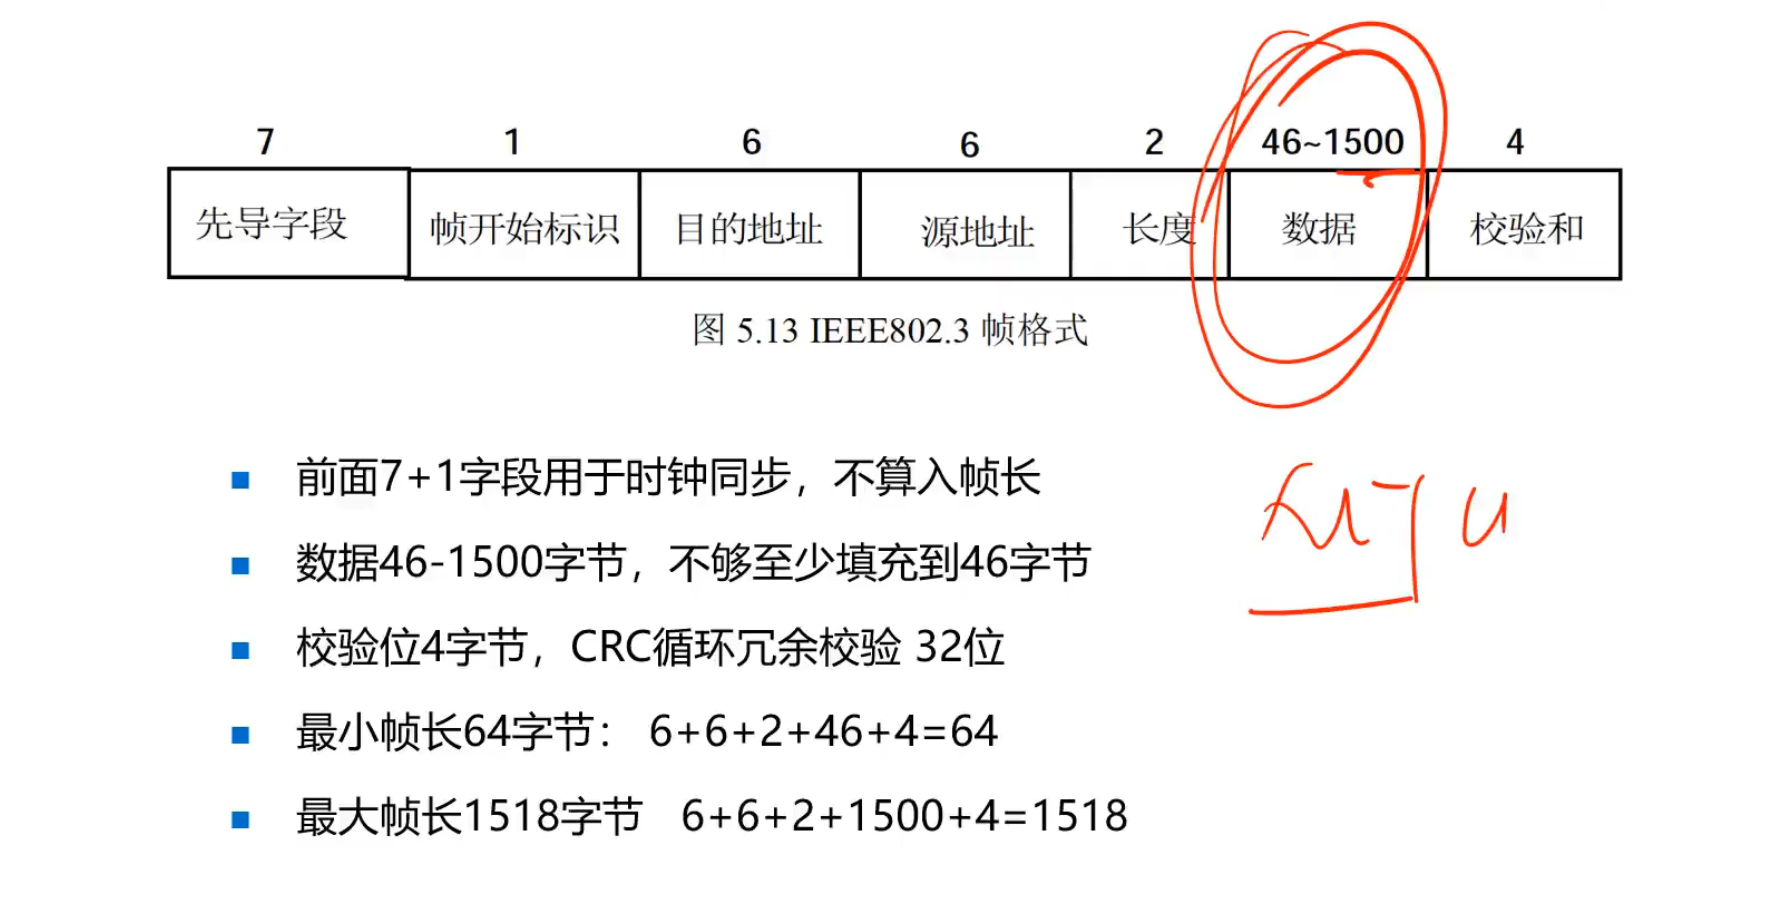 7 1 6 6 2 46~1500 4
先导字段 帧开始标识 目的地址 源地址 长度 数据 校验和
图 5.13 IEEE802.3 帧格式
前面7+1字段用于时钟同步，不算入帧长
数据46-1500字节，不够至少填充到46字节
校验位4字节，CRC循环冗余校验 32位
最小帧长64字节： 6+6+2+46+4=64
最大帧长1518字节 6+6+2+1500+4=1518